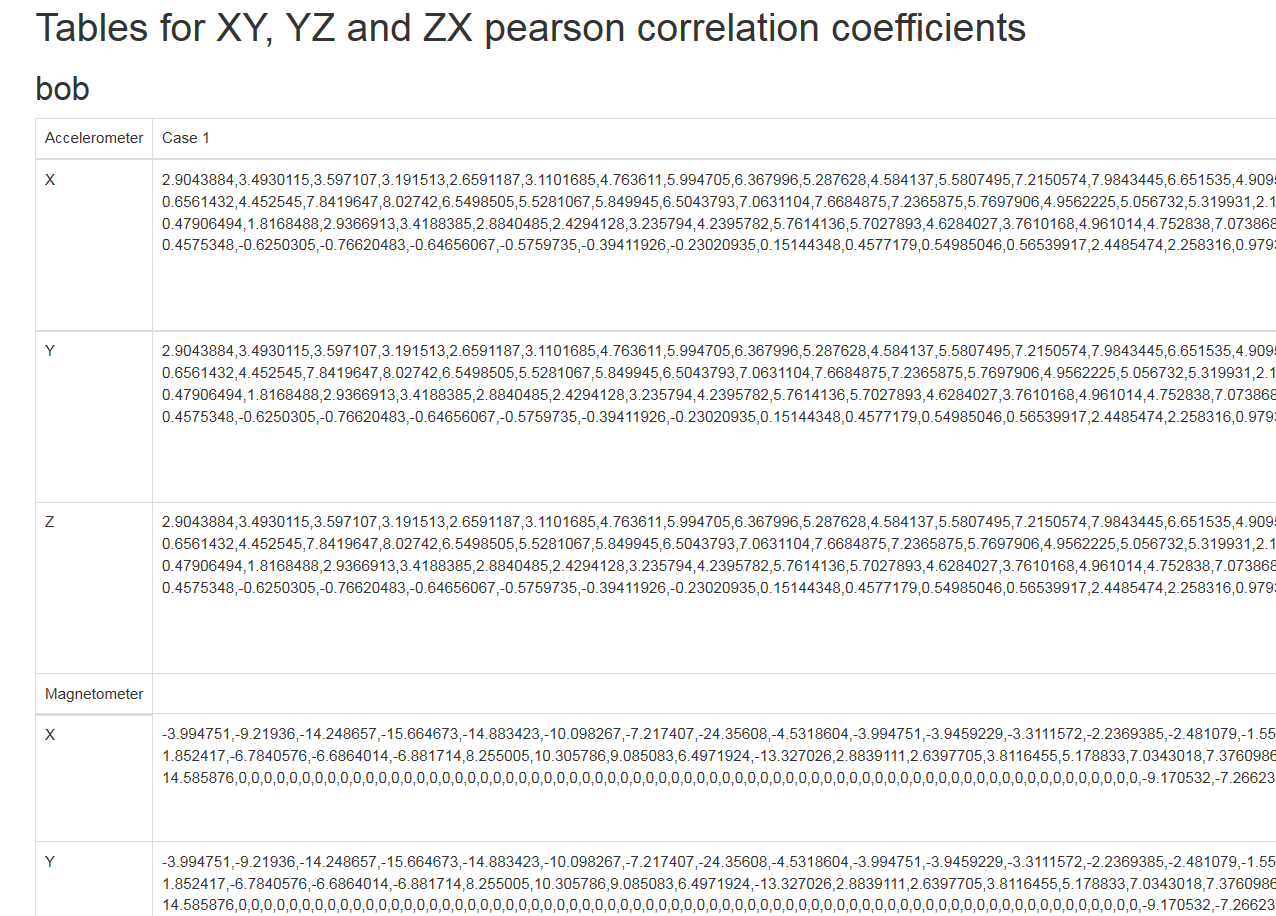 Tables for XY, YZ and ZX pearson correlation coefficients
bob
Accelerometer Case 1
X 2.9043884,3.4930115,3.597107,3.191513,2.6591187,3.1101685,4.763611,5.994705,6.367996,5.287628,4.584137,5.5807495,7.2150574,7.9843445,6.651535,4.909
0.6561432,4.452545,7.8419647,8.02742,6.5498505,5.5281067,5.849945,6.5043793,7.0631104,7.6684875,7.2365875,5.7697906,4.9562225,5.056732,5.319931,2.1
0.47906494,1.8168488,2.9366913,3.4188385,2.8840485,2.4294128,3.235794,4.2395782,5.7614136,5.7027893,4.6284027,3.7610168,4.961014,4.752838,7.073868
0.4575348,-0.6250305,-0.76620483,-0.64656067,-0.5759735,-0.39411926,-0.23020935,0.15144348,0.4577179,0.54985046,0.56539917,2.4485474,2.258316,0.979
Y 2.9043884,3.4930115,3.597107,3.191513,2.6591187,3.1101685,4.763611,5.994705,6.367996,5.287628,4.584137,5.5807495,7.2150574,7.9843445,6.651535,4.909
0.6561432,4.452545,7.8419647,8.02742,6.5498505,5.5281067,5.849945,6.5043793,7.0631104,7.6684875,7.2365875,5.7697906,4.9562225,5.056732,5.319931,2.1
0.47906494,1.8168488,2.9366913,3.4188385,2.8840485,2.4294128,3.235794,4.2395782,5.7614136,5.7027893,4.6284027,3.7610168,4.961014,4.752838,7.073868
0.4575348,-0.6250305,-0.76620483,-0.64656067,-0.5759735,-0.39411926,-0.23020935,0.15144348,0.4577179,0.54985046,0.56539917,2.4485474,2.258316,0.979
Z 2.9043884,3.4930115,3.597107,3.191513,2.6591187,3.1101685,4.763611,5.994705,6.367996,5.287628,4.584137,5.5807495,7.2150574,7.9843445,6.651535,4.909
0.6561432,4.452545,7.8419647,8.02742,6.5498505,5.5281067,5.849945,6.5043793,7.0631104,7.6684875,7.2365875,5.7697906,4.9562225,5.056732,5.319931,2.1
0.47906494,1.8168488,2.9366913,3.4188385,2.8840485,2.4294128,3.235794,4.2395782,5.7614136,5.7027893,4.6284027,3.7610168,4.961014,4.752838,7.073868
0.4575348,-0.6250305,-0.76620483,-0.64656067,-0.5759735,-0.39411926,-0.23020935,0.15144348,0.4577179,0.54985046,0.56539917,2.4485474,2.258316,0.979
Magnetometer
X -3.994751,-9.21936,-14.248657,-15.664673,-14.883423,-10.098267,-7.217407,-24.35608,-4.5318604,-3.994751,-3.9459229,-3.1111572,-2.2369385,-2.481079,-1.55
1.852417,-6.7840576,-6.6864014,-6.881714,8.255005,10.305786,9.085083,6.4971924,-13.327026,2.8839111,2.6397705,3.8116455,5.178833,7.0343018,7.3760986
14.585876,0,0,0,0,0,0,0,0,0,0,0,0,0,0,0,0,0,0,0,0,0,0,0,0,0,0,0,0,0,0,0,0,0,0,0,0,0,0,0,0,0,0,0,0,0,0,0,0,0,0,0,0,0,0,0,0,0,0,0,0,0,0,0,0,0,0,0,0,0,0,-9.170532,-7.26623
Y -3.994751,-9.21936,-14.248657,-15.664673,-14.883423,-10.098267,-7.217407,-24.35608,-4.5318604,-3.994751,-3.9459229,-3.1111572,-2.2369385,-2.481079,-1.55
1.852417,-6.7840576,-6.6864014,-6.881714,8.255005,10.305786,9.085083,6.4971924,-13.327026,2.8839111,2.6397705,3.8116455,5.178833,7.0343018,7.3760986
14.585876,0,0,0,0,0,0,0,0,0,0,0,0,0,0,0,0,0,0,0,0,0,0,0,0,0,0,0,0,0,0,0,0,0,0,0,0,0,0,0,0,0,0,0,0,0,0,0,0,0,0,0,0,0,0,0,0,0,0,0,0,0,0,0,0,0,0,0,0,0,0,-9.170532,-7.26623